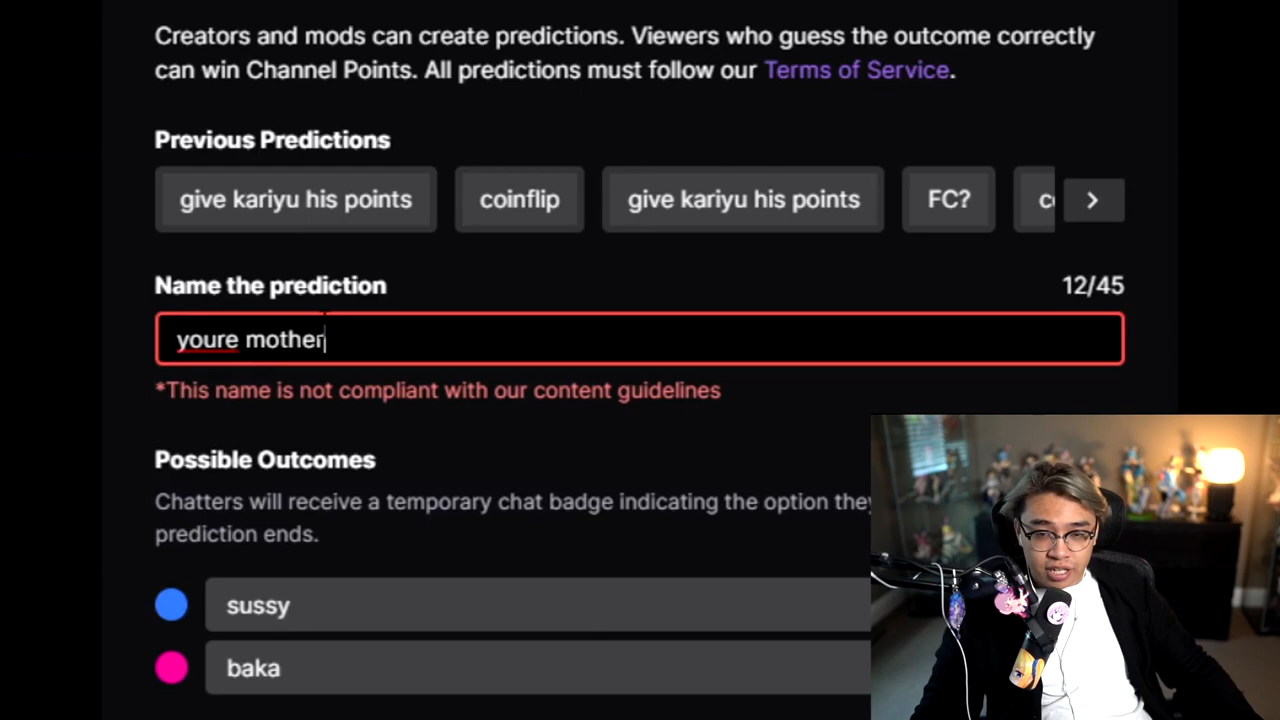 Creators and mods can create predictions. Viewers who guess the outcome correctly
can win Channel Points. All predictions must follow our Terms of Service.
Previous Predictions
give kariyu his points coinflip give kariyu his points FC?
Name the prediction 12/45
youre mother
*This name is not compliant with our content guidelines
Possible Outcomes
Chatters will receive a temporary chat badge indicating the option they
prediction ends.
sussy
baka